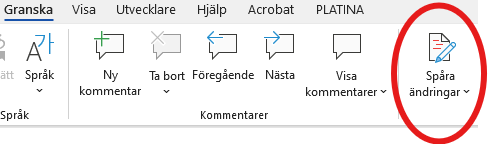 Granska Visa Utvecklare Hjälp Acrobat PLATINA
Språk
Ny kommentar
Ta bort
Föregående
Nästa
Visa kommentarer
Spåra ändringar
Språk
Kommentarer